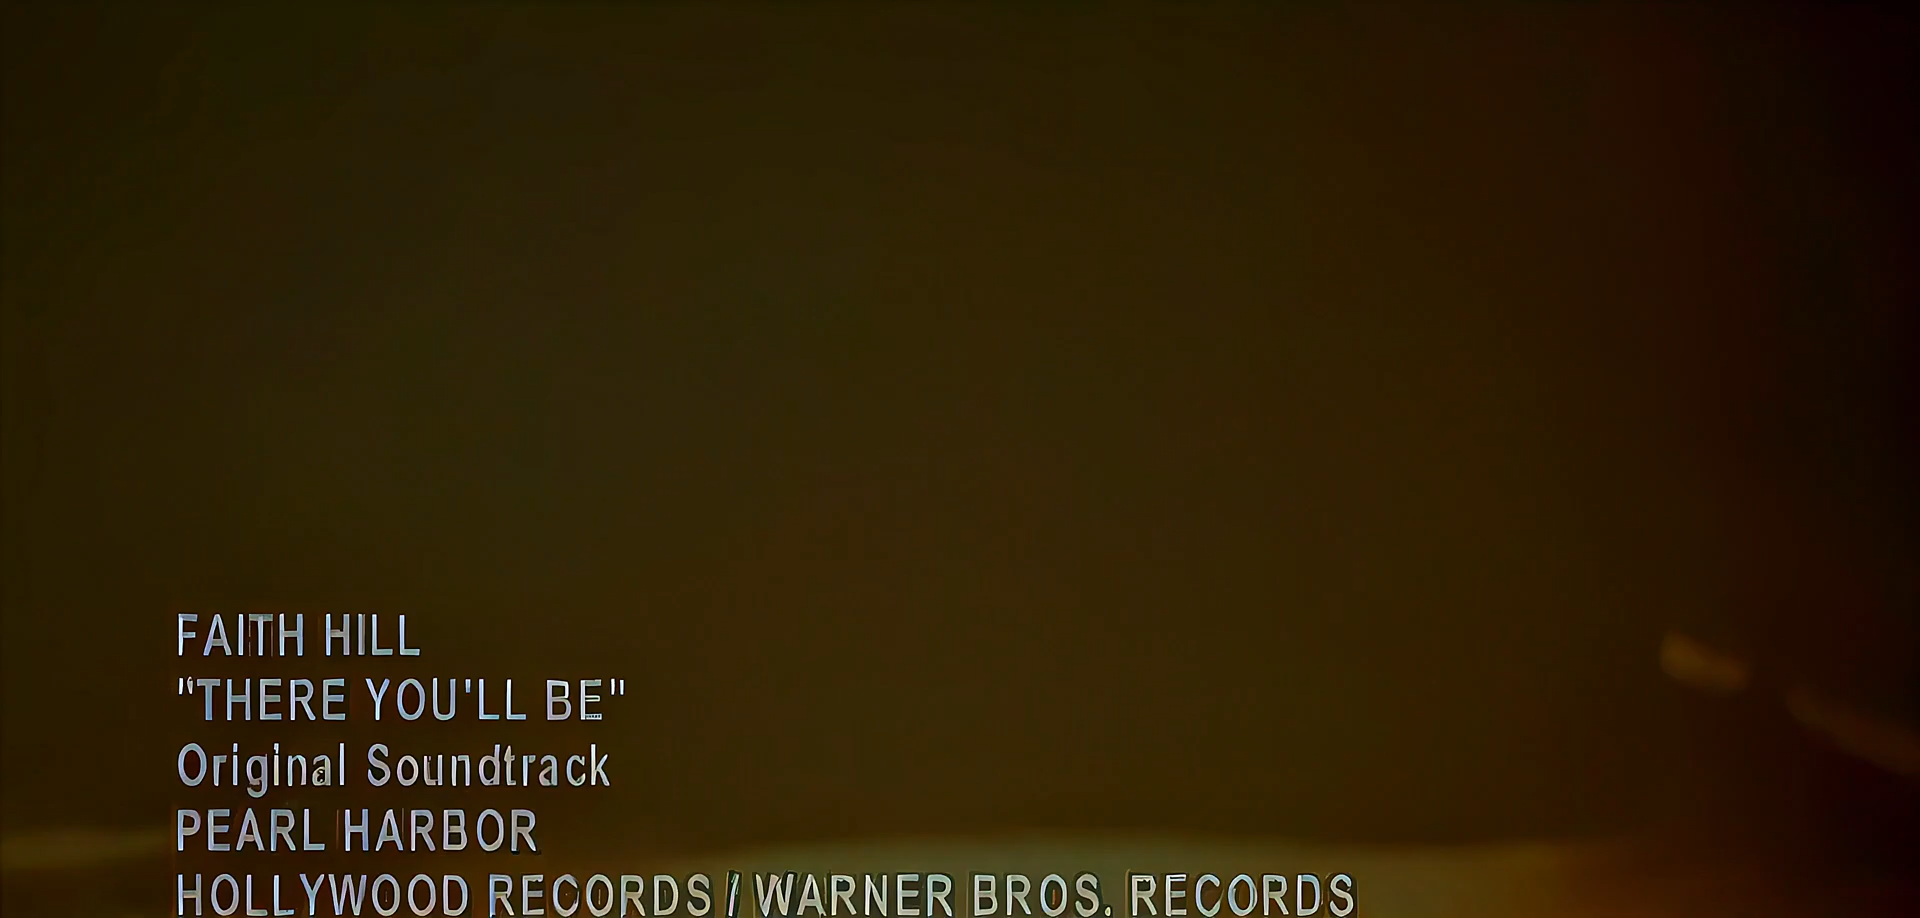 FAITH HILL
"THERE YOU'LL BE"
Original Soundtrack
PEARL HARBOR
HOLLYWOOD RECORDS / WARNER BROS. RECORDS